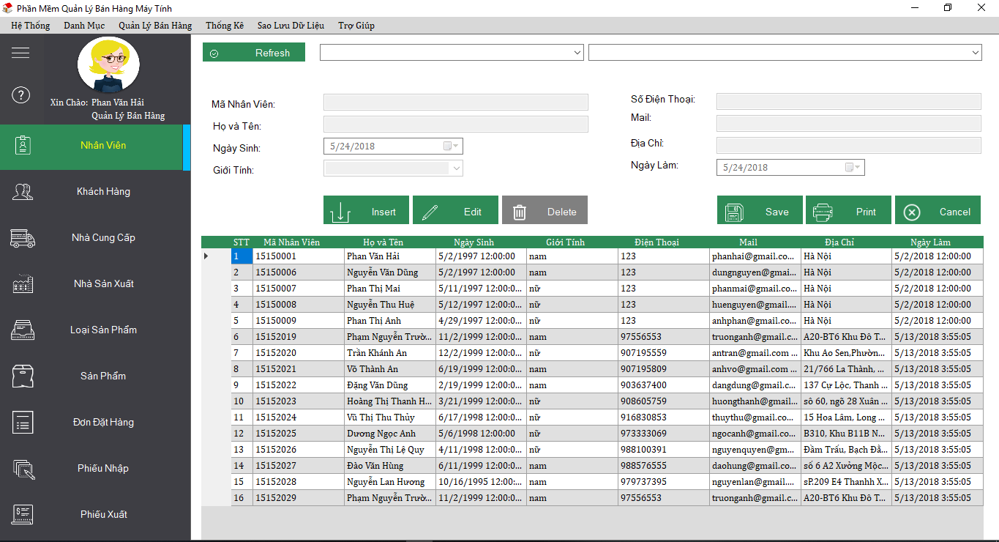 Phần Mềm Quản Lý Bán Hàng Máy Tính
Hệ Thống Danh Mục Quản Lý Bán Hàng Thống Kê Sao Lưu Dữ Liệu Trợ Giúp
Xin Chào: Phan Văn Hải
Quản Lý Bán Hàng
Nhân Viên
Khách Hàng
Nhà Cung Cấp
Nhà Sản Xuất
Loại Sản Phẩm
Sản Phẩm
Đơn Đặt Hàng
Phiếu Nhập
Phiếu Xuất
Refresh
Mã Nhân Viên:
Họ và Tên:
Ngày Sinh: 5/24/2018
Giới Tính:
Số Điện Thoại:
Mail:
Địa Chỉ:
Ngày Làm: 5/24/2018
Insert Edit Delete Save Print Cancel
STT Mã Nhân Viên Họ và Tên Ngày Sinh Giới Tính Điện Thoại Mail Địa Chỉ Ngày Làm
1 15150001 Phan Văn Hải 5/2/1997 12:00:00 nam 123 phanhai@gmail.co... Hà Nội 5/2/2018 12:00:00
2 15150006 Nguyễn Văn Dũng 5/2/1997 12:00:00 nam 123 dungnguyen@gmai... Hà Nội 5/2/2018 12:00:00
3 15150007 Phan Thị Mai 5/11/1997 12:00:0... nữ 123 phanmai@gmail.co... Hà Nội 5/2/2018 12:00:00
4 15150008 Nguyễn Thu Huệ 5/12/1997 12:00:0... nữ 123 huenguyen@gmail.... Hà Nội 5/2/2018 12:00:00
5 15150009 Phan Thị Anh 4/29/1997 12:00:0... nữ 123 anhphan@gmail.co... Hà Nội 5/2/2018 12:00:00
6 15152019 Phạm Nguyễn Trườ... 11/2/1999 12:00:0... nam 97556553 truonganh@gmail.c... A20-BT6 Khu Đô T... 5/13/2018 3:55:05
7 15152020 Trần Khánh An 12/2/1999 12:00:0... nam 907195559 antran@gmail.com ... Khu Ao Sen,Phườn... 5/13/2018 3:55:05
8 15152021 Võ Thành An 6/19/1999 12:00:0... nam 907195809 anhvo@gmail.com ... 21/766 La Thành, ... 5/13/2018 3:55:05
9 15152022 Đặng Văn Dũng 2/19/1999 12:00:0... nam 903637400 dangdung@gmail.c... 137 Cự Lộc, Thanh ... 5/13/2018 3:55:05
10 15152023 Hoàng Thị Thanh H... 3/21/1999 12:00:0... nữ 908605759 huongthanh@gmail... sô 60, ngõ 28 Xuân ... 5/13/2018 3:55:05
11 15152024 Vũ Thị Thu Thủy 6/17/1998 12:00:0... nữ 916830853 thuythu@gmail.co... 15 Hoa Lâm, Long ... 5/13/2018 3:55:05
12 15152025 Dương Ngọc Anh 5/6/1998 12:00:00 nữ 973333069 ngocanh@gmail.co... B310, Khu B11B N... 5/13/2018 3:55:05
13 15152026 Nguyễn Thị Lệ Quy 4/11/1998 12:00:0... nữ 988100391 nguyenquyen@gm... Đầm Trấu, Bạch Đằ... 5/13/2018 3:55:05
14 15152027 Đào Văn Hùng 6/11/1999 12:00:0... nam 988576555 daohung@gmail.co... số 6 A2 Xưởng Mộc... 5/13/2018 3:55:05
15 15152028 Nguyễn Lan Hương 10/16/1995 12:00:... nam 979737395 nguyenlan@gmail.... sP.209 E4 Thanhh X... 5/13/2018 3:55:05
16 15152029 Phạm Nguyễn Trườ... 11/2/1999 12:00:0... nam 97556553 truonganh@gmail.c... A20-BT6 Khu Đô T... 5/13/2018 3:55:05